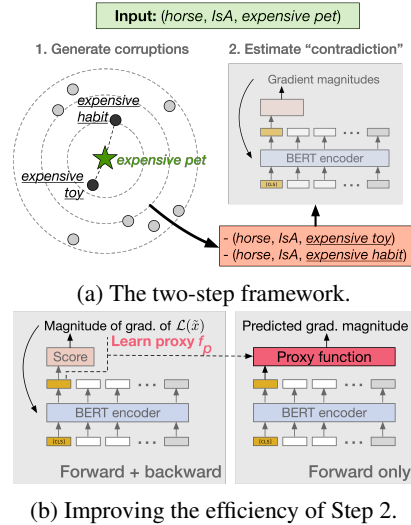 Input: (horse, IsA, expensive pet)
1. Generate corruptions
2. Estimate “contradiction”
expensive
habit
expensive pet
expensive
toy
Gradient magnitudes
BERT encoder
[CLS]
- (horse, IsA, expensive toy)
- (horse, IsA, expensive habit)
(a) The two-step framework.
Magnitude of grad. of ℒ(x̃)
Learn proxy fₚ
Score
BERT encoder
[CLS]
Forward + backward
Predicted grad. magnitude
Proxy function
BERT encoder
[CLS]
Forward only
(b) Improving the efficiency of Step 2.